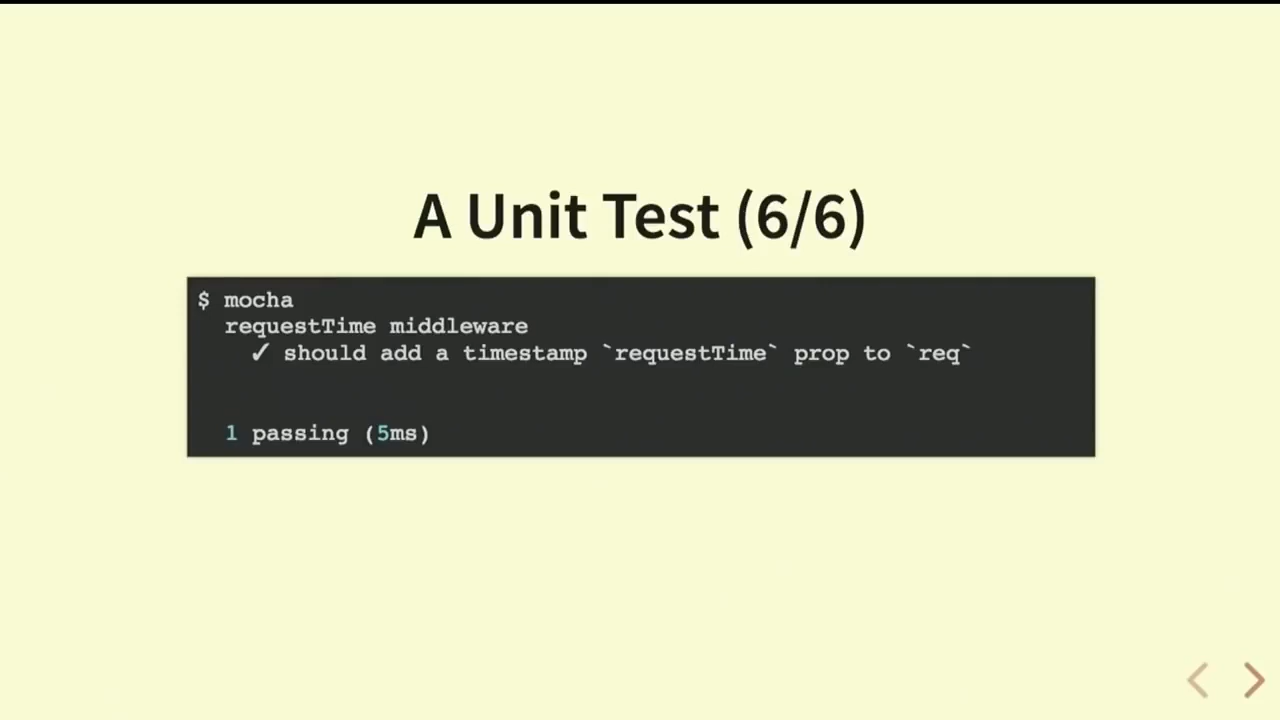 A Unit Test (6/6)
$ mocha
requestTime middleware
✓ should add a timestamp `requestTime` prop to `req`
1 passing (5ms)